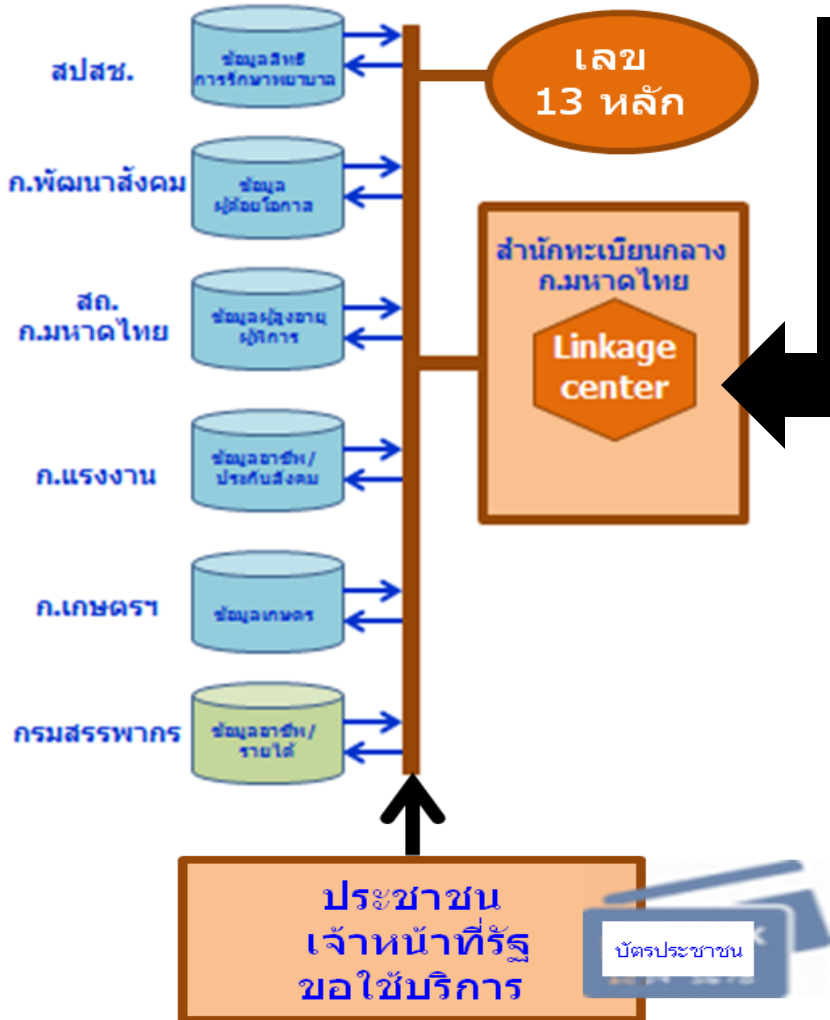 สปสช.
ข้อมูลสิทธิ
การรักษาพยาบาล
เลข
13 หลัก
ก.พัฒนาสังคม
ข้อมูล
ผู้ด้อยโอกาส
สำนักทะเบียนกลาง
ก.มหาดไทย
Linkage
center
สถ.
ก.มหาดไทย
ข้อมูลผู้สูงอายุ
ผู้พิการ
ก.แรงงาน
ข้อมูลอาชีพ/
ประกันสังคม
ก.เกษตรฯ
ข้อมูลเกษตร
กรมสรรพากร
ข้อมูลอาชีพ/
รายได้
ประชาชน
เจ้าหน้าที่รัฐ
ขอใช้บริการ
บัตรประชาชน